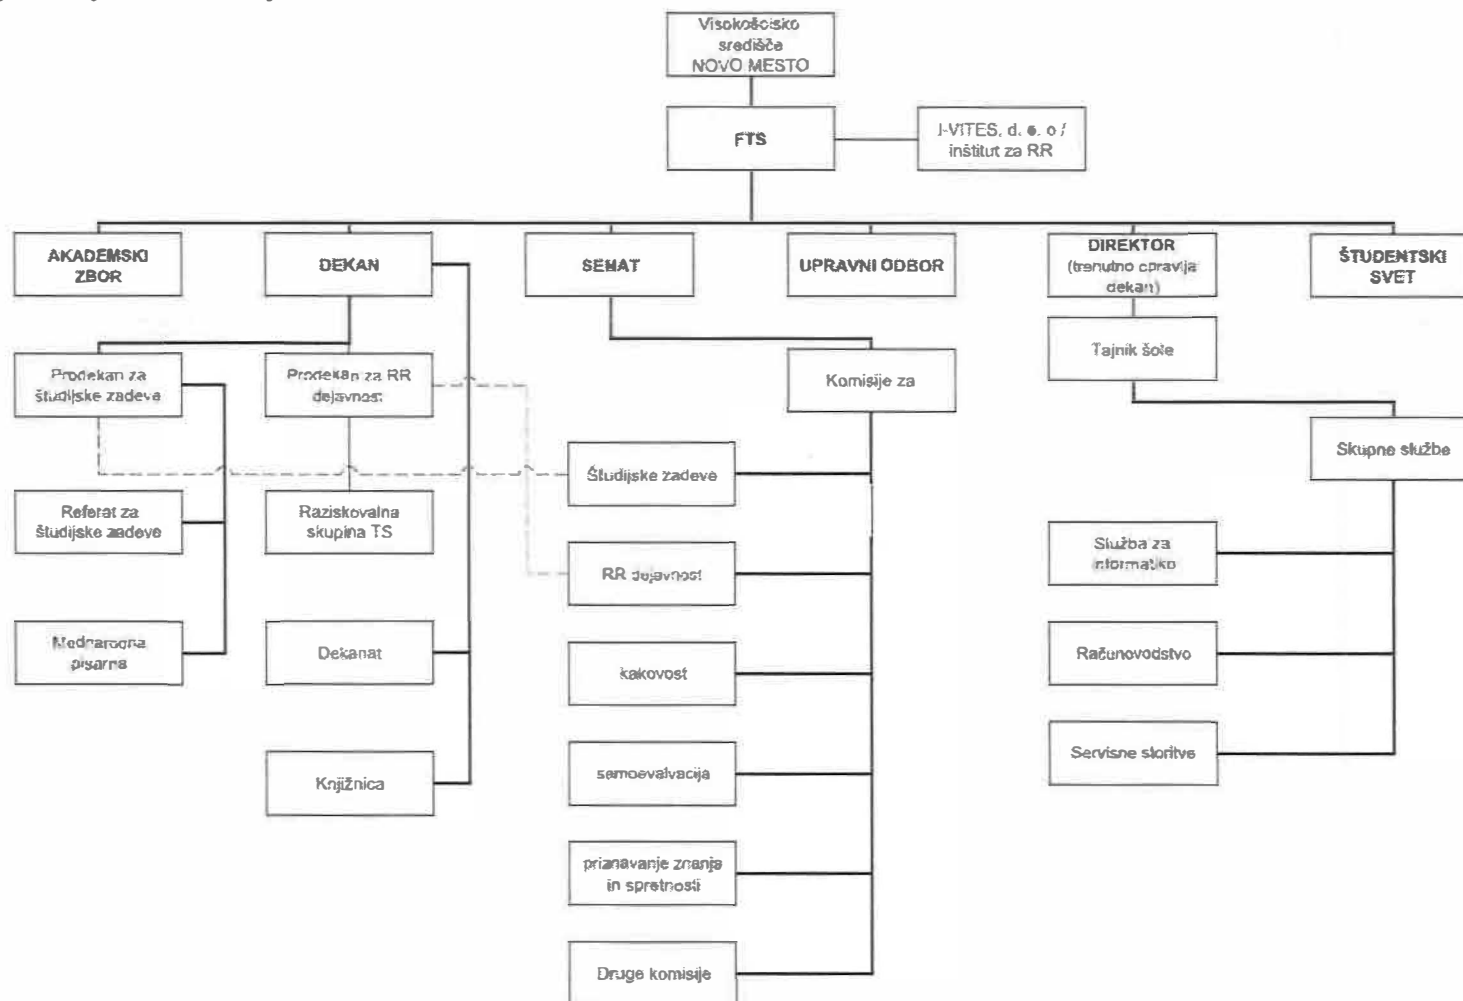 Visokošolsko
središče
NOVO MESTO
FTS
I-VITES, d. o. o /
inštitut za RR
AKADEMSKI
ZBOR
DEKAN
SENAT
UPRAVNI ODBOR
DIREKTOR
(trenutno opravlja
dekan)
ŠTUDENTSKI
SVET
Tajnik šole
Prodekan za
študijske zadeve
Prodekan za RR
dejavnost
Komisije za
Skupne službe
Študijske zadeve
Referat za
študijske zadeve
Raziskovalna
skupina TS
Služba za
informatiko
RR dejavnost
Mednarodna
pisarna
Dekanat
kakovost
Računovodstvo
Knjižnica
samoevalvacija
Servisne storitve
priznavanje znanja
in spretnosti
Druge komisije